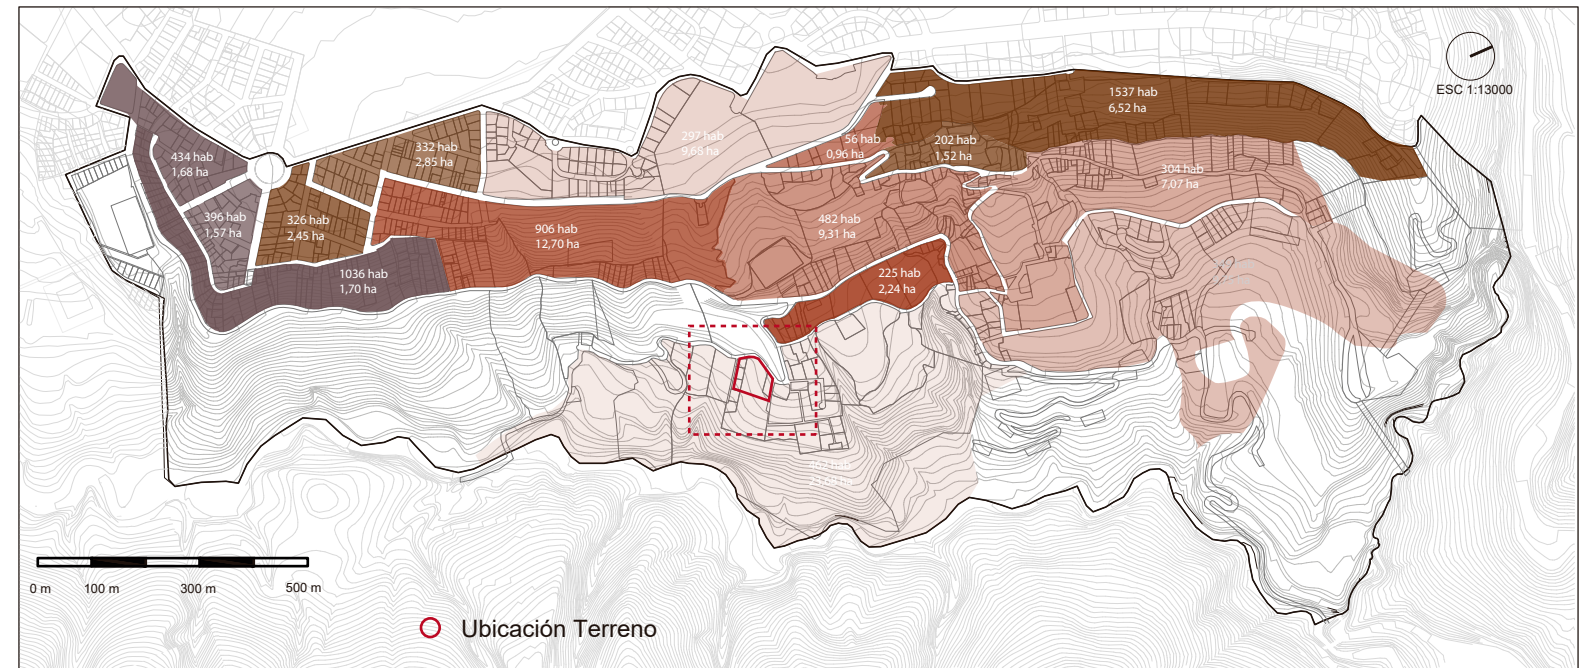 ESC 1:13000
1537 hab
6,52 ha
434 hab
1,68 ha
332 hab
2,85 ha
297 hab
9,68 ha
56 hab
0,96 ha
202 hab
1,52 ha
304 hab
7,07 ha
396 hab
1,57 ha
326 hab
2,45 ha
906 hab
12,70 ha
482 hab
9,31 ha
1036 hab
1,70 ha
225 hab
2,24 ha
0 m
100 m
300 m
500 m
Ubicación Terreno